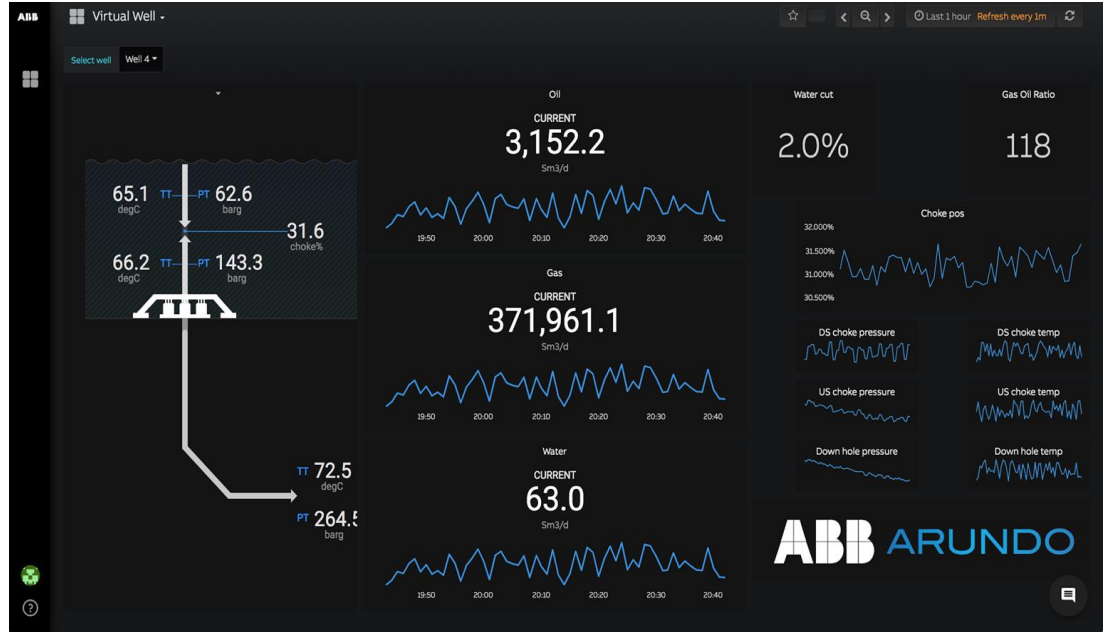 ABB
Virtual Well
Last 1 hour Refresh every 1m
Select well Well 4
65.1 TT PT 62.6
degC barg
31.6
choke%
66.2 TT PT 143.3
degC barg
TT 72.5
degC
PT 264.5
barg
Oil
CURRENT
3,152.2
Sm3/d
19:50 20:00 20:10 20:20 20:30 20:40
Gas
CURRENT
371,961.1
Sm3/d
19:50 20:00 20:10 20:20 20:30 20:40
Water
CURRENT
63.0
Sm3/d
19:50 20:00 20:10 20:20 20:30 20:40
Water cut
2.0%
Gas Oil Ratio
118
Choke pos
32.000%
31.500%
31.000%
30.500%
DS choke pressure
DS choke temp
US choke pressure
US choke temp
Down hole pressure
Down hole temp
ABB ARUNDO
?